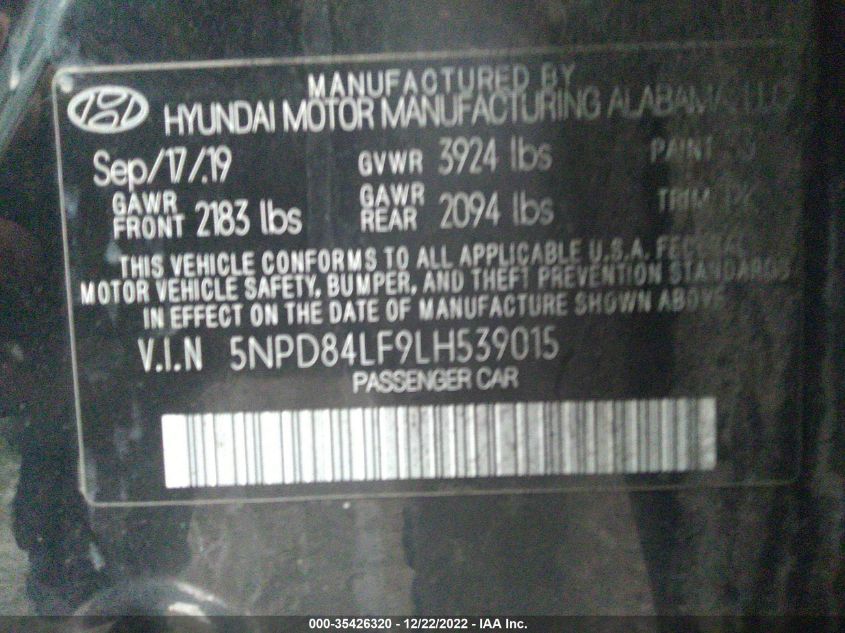 MANUFACTURED BY
HYUNDAI MOTOR MANUFACTURING ALABAMA, LLC
Sep/17/19 GVWR 3924 lbs PAINT
GAWR FRONT 2183 lbs GAWR REAR 2094 lbs TRIM
THIS VEHICLE CONFORMS TO ALL APPLICABLE U.S.A. FEDERAL
MOTOR VEHICLE SAFETY, BUMPER, AND THEFT PREVENTION STANDARDS
IN EFFECT ON THE DATE OF MANUFACTURE SHOWN ABOVE
V.I.N 5NPD84LF9LH539015
PASSENGER CAR
000-35426320 - 12/22/2022 - IAA Inc.